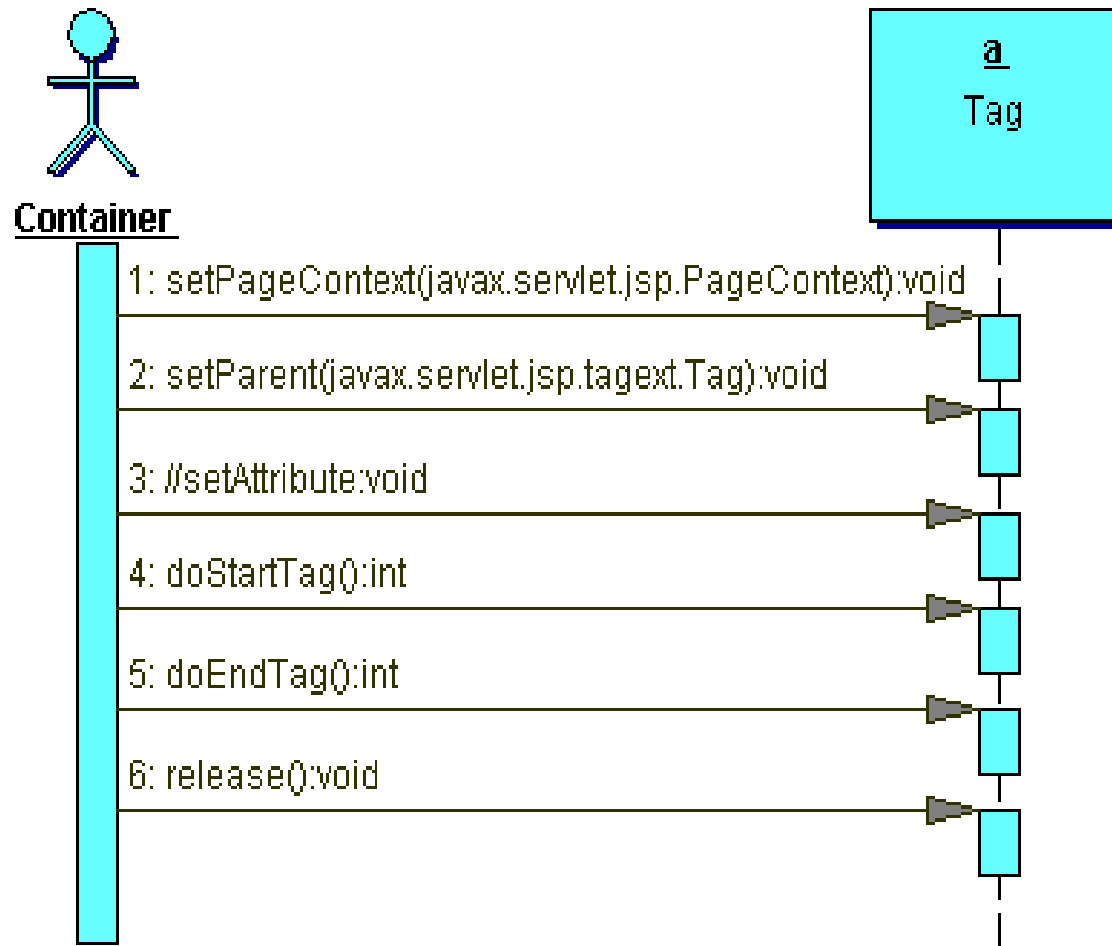 a
Tag
Container
1: setPageContext(javax.servlet.jsp.PageContext):void
2: setParent(javax.servlet.jsp.tagext.Tag):void
3: //setAttribute:void
4: doStartTag():int
5: doEndTag():int
6: release():void